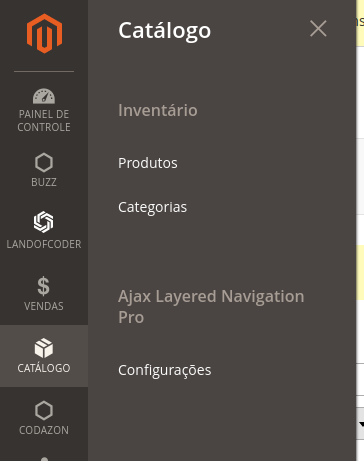 Catálogo
Inventário
Produtos
Categorias
Ajax Layered Navigation
Pro
Configurações
PAINEL DE
CONTROLE
BUZZ
LANDOFCODER
$
VENDAS
CATÁLOGO
CODAZON